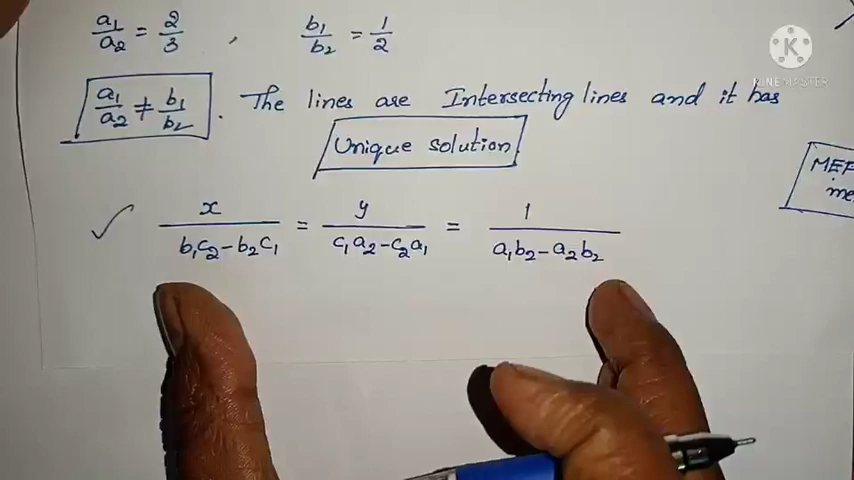 a₁/a₂ = 2/3 , b₁/b₂ = 1/2
K
KINEMASTER
a₁/a₂ ≠ b₁/b₂ . The lines are Intersecting lines and it has
Unique solution
✓ x/(b₁c₂-b₂c₁) = y/(c₁a₂-c₂a₁) = 1/(a₁b₂-a₂b₂)